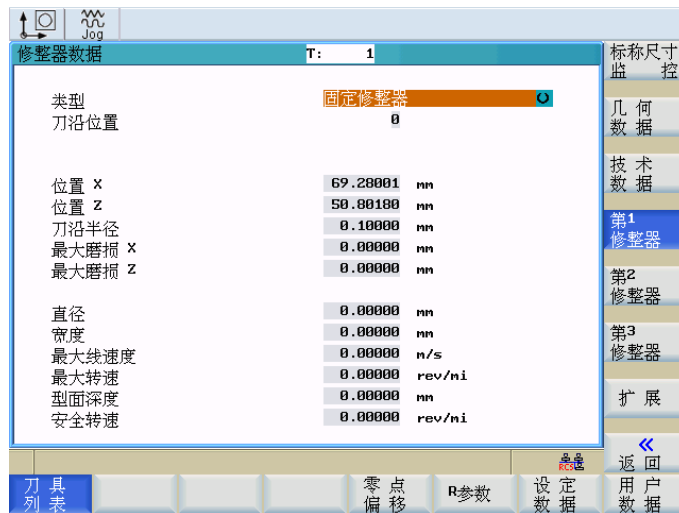 Jog
修整器数据 T: 1
类型 固定修整器
刀沿位置 0
位置 X 69.28001 mm
位置 Z 50.80180 mm
刀沿半径 0.10000 mm
最大磨损 X 0.00000 mm
最大磨损 Z 0.00000 mm
直径 0.00000 mm
宽度 0.00000 mm
最大线速度 0.00000 m/s
最大转速 0.00000 rev/mi
型面深度 0.00000 mm
安全转速 0.00000 rev/mi
标称尺寸
监 控
几 何
数 据
技 术
数 据
第1
修整器
第2
修整器
第3
修整器
扩 展
«
返 回
RCS
刀 具
列 表
零 点
偏 移
R参数
设 定
数 据
用 户
数 据